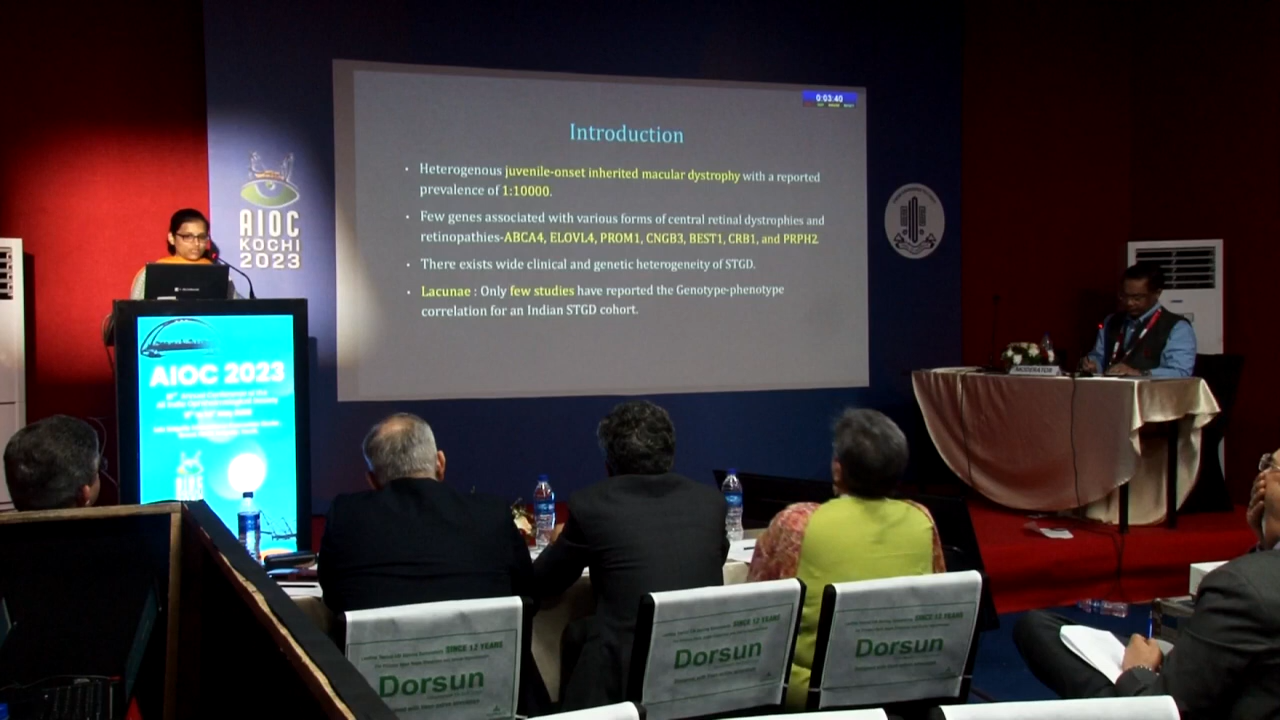 0:03:40
Introduction
• Heterogenous juvenile-onset inherited macular dystrophy with a reported
prevalence of 1:10000.
• Few genes associated with various forms of central retinal dystrophies and
retinopathies-ABCA4, ELOVL4, PROM1, CNGB3, BEST1, CRB1, and PRPH2
• There exists wide clinical and genetic heterogeneity of STGD.
• Lacunae : Only few studies have reported the Genotype-phenotype
correlation for an Indian STGD cohort.
AIOC
KOCHI
2023
AIOC 2023
MODERATOR
SINCE 12 YEARS
Dorsun
SINCE 12 YEARS
Dorsun
SINCE 12 YEARS
Dorsun